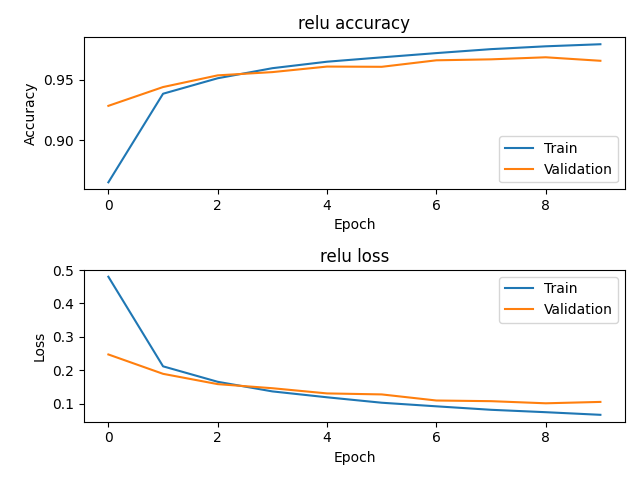 relu accuracy
0.95
0.90
Accuracy
Train
Validation
0 2 4 6 8
Epoch
relu loss
0.5
0.4
0.3
0.2
0.1
Loss
Train
Validation
0 2 4 6 8
Epoch